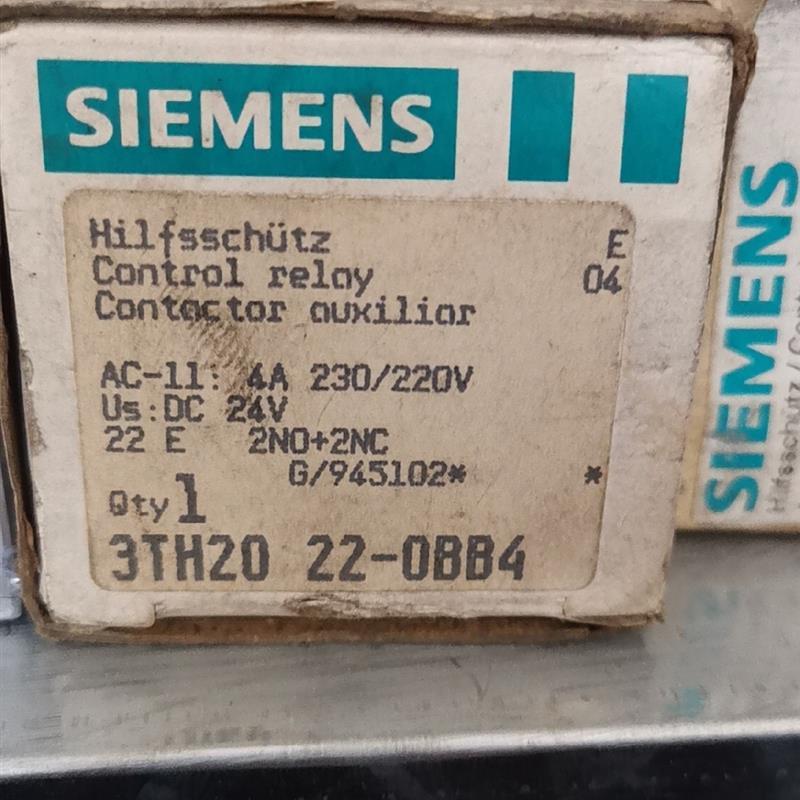 SIEMENS
Hilfsschütz E
Control relay 04
Contactor auxiliar
AC-11: 4A 230/220V
Us:DC 24V
22 E 2NO+2NC
G/945102* *
Qty 1
3TH20 22-0BB4
SIEMENS
Hilfsschütz / Cont